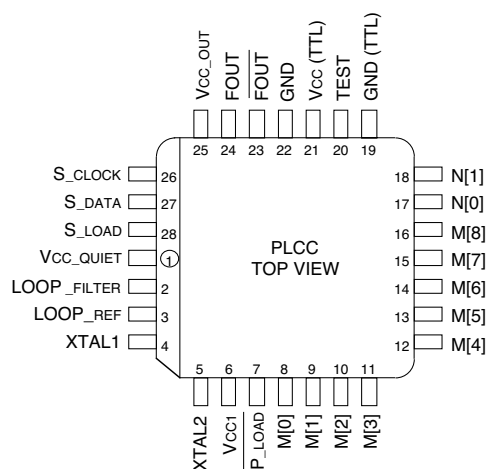 VCC_OUT
FOUT
FOUT
GND
VCC (TTL)
TEST
GND (TTL)
25 24 23 22 21 20 19
S_CLOCK 26
S_DATA 27
S_LOAD 28
VCC_QUIET 1
LOOP_FILTER 2
LOOP_REF 3
XTAL1 4
PLCC
TOP VIEW
18 N[1]
17 N[0]
16 M[8]
15 M[7]
14 M[6]
13 M[5]
12 M[4]
5 6 7 8 9 10 11
XTAL2
VCC1
P_LOAD
M[0]
M[1]
M[2]
M[3]